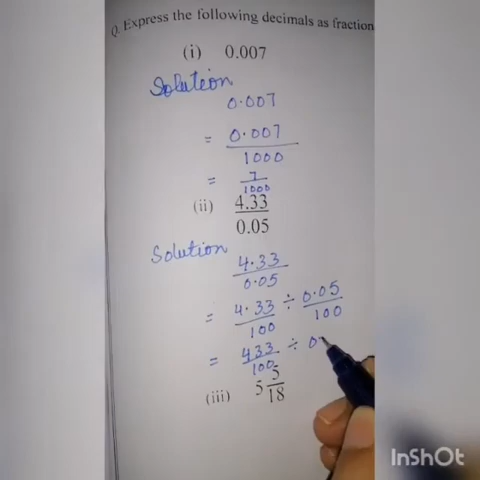 Q. Express the following decimals as fraction
(i) 0.007
Solution
0.007
= 0.007/1000
= 7/1000
(ii) 4.33/0.05
Solution
4.33/0.05
= 4.33/100 ÷ 0.05/100
= 433/100 ÷ 0.
(iii) 5 5/18
InShOt